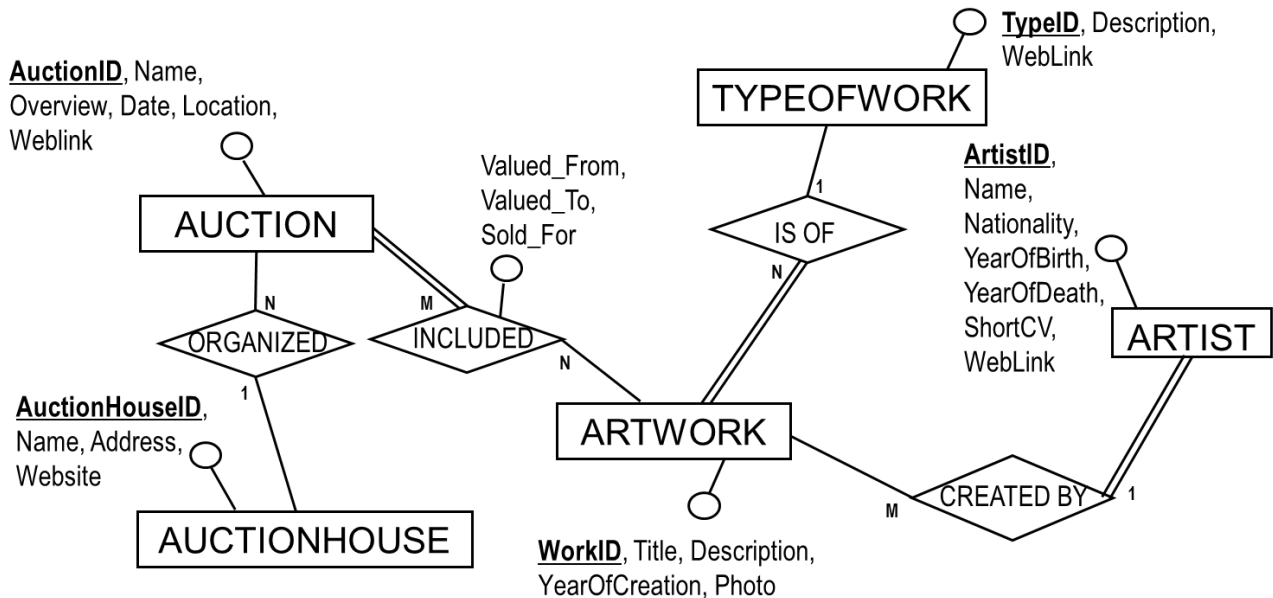 TypeID, Description,
WebLink
TYPEOFWORK
AuctionID, Name,
Overview, Date, Location,
Weblink
AUCTION
Valued_From,
Valued_To,
Sold_For
1
IS OF
N
ArtistID,
Name,
Nationality,
YearOfBirth,
YearOfDeath,
ShortCV,
WebLink
ARTIST
N
ORGANIZED
1
M
INCLUDED
N
AuctionHouseID,
Name, Address,
Website
AUCTIONHOUSE
ARTWORK
WorkID, Title, Description,
YearOfCreation, Photo
M
CREATED BY
1